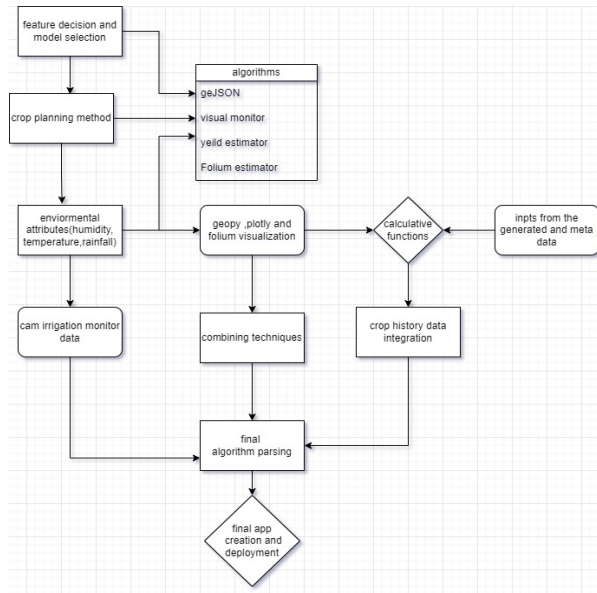 feature decision and
model selection
algorithms
geJSON
crop planning method
visual monitor
yeild estimator
Folium estimator
enviormental
attributes(humidity,
temperature,rainfall)
geopy ,plotly and
folium visualization
calculative
functions
inpts from the
generated and meta
data
cam irrigation monitor
data
combining techniques
crop history data
integration
final
algorithm parsing
final app
creation and
deployment